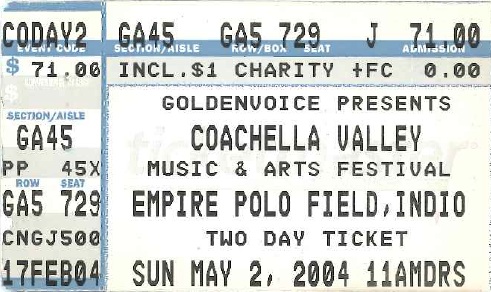 CODAY2 GA45 GA5 729 J 71.00
EVENT CODE SECTION/AISLE ROW/BOX SEAT ADMISSION
$ 71.00 INCL.$1 CHARITY +FC 0.00
GOLDENVOICE PRESENTS
SECTION/AISLE
GA45 COACHELLA VALLEY
PP 45X MUSIC & ARTS FESTIVAL
ROW SEAT
GA5 729 EMPIRE POLO FIELD,INDIO
CNGJ500 TWO DAY TICKET
17FEB04 SUN MAY 2, 2004 11AMDRS